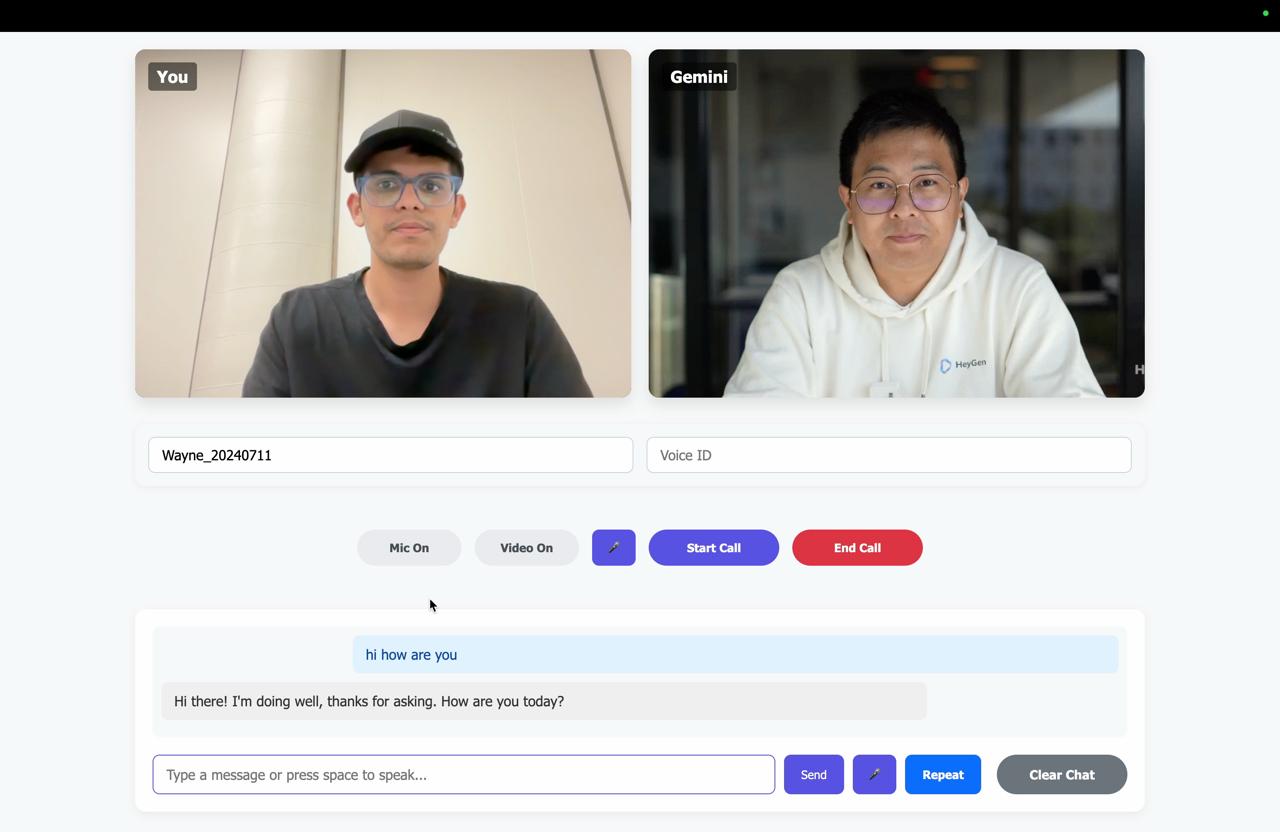 You
Gemini
HeyGen
H
Wayne_20240711
Voice ID
Mic On
Video On
Start Call
End Call
hi how are you
Hi there! I'm doing well, thanks for asking. How are you today?
Type a message or press space to speak...
Send
Repeat
Clear Chat